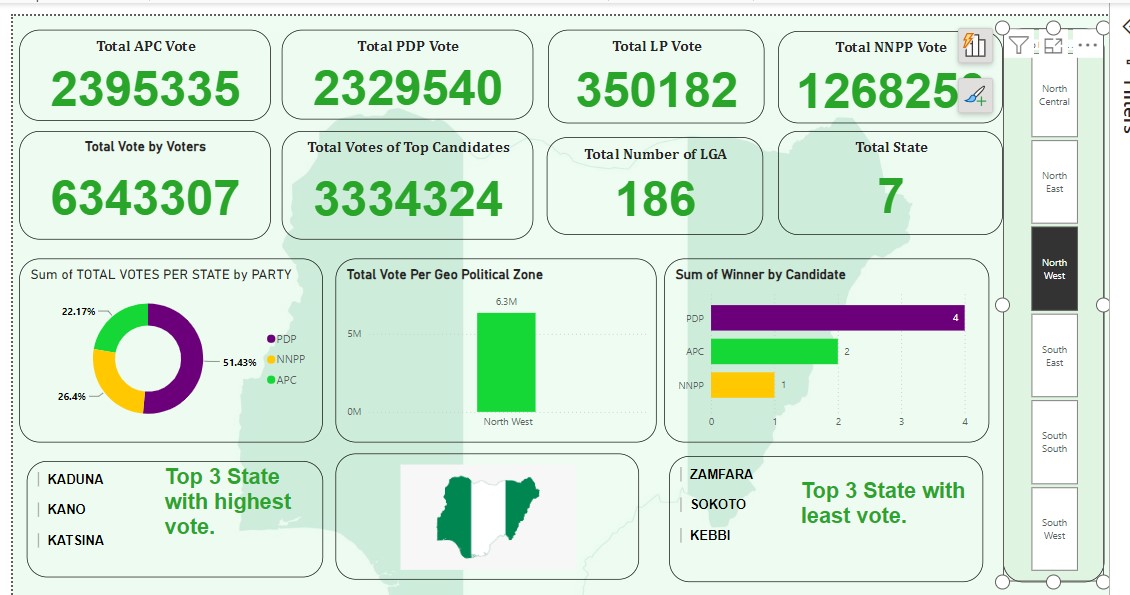 Total APC Vote
2395335
Total PDP Vote
2329540
Total LP Vote
350182
Total NNPP Vote
Total Vote by Voters
6343307
Total Votes of Top Candidates
3334324
Total Number of LGA
186
Total State
7
Sum of TOTAL VOTES PER STATE by PARTY
22.17%
51.43%
26.4%
PDP
NNPP
APC
Total Vote Per Geo Political Zone
6.3M
5M
0M
North West
Sum of Winner by Candidate
PDP
4
APC
2
NNPP
1
0
1
2
3
4
KADUNA
KANO
KATSINA
Top 3 State
with highest
vote.
ZAMFARA
SOKOTO
KEBBI
Top 3 State with
least vote.
North
Central
North
East
North
West
South
East
South
South
South
West
Filters